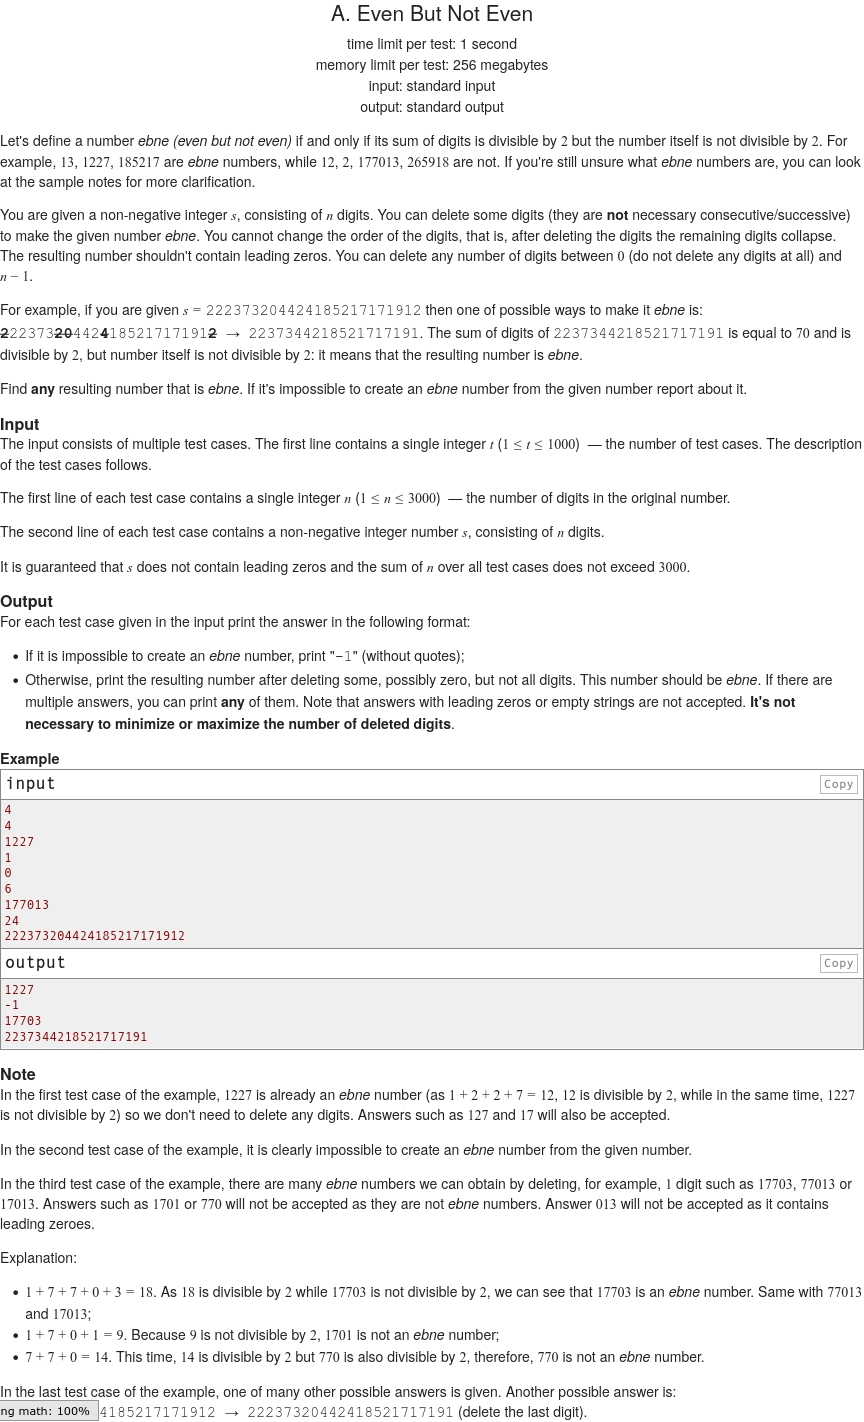 A. Even But Not Even
time limit per test: 1 second
memory limit per test: 256 megabytes
input: standard input
output: standard output
Let's define a number ebne (even but not even) if and only if its sum of digits is divisible by 2 but the number itself is not divisible by 2. For
example, 13, 1227, 185217 are ebne numbers, while 12, 2, 177013, 265918 are not. If you're still unsure what ebne numbers are, you can look
at the sample notes for more clarification.
You are given a non-negative integer s, consisting of n digits. You can delete some digits (they are not necessary consecutive/successive)
to make the given number ebne. You cannot change the order of the digits, that is, after deleting the digits the remaining digits collapse.
The resulting number shouldn't contain leading zeros. You can delete any number of digits between 0 (do not delete any digits at all) and
n − 1.
For example, if you are given s = 222373204424185217171912 then one of possible ways to make it ebne is:
222373204424185217171912 → 2237344218521717191. The sum of digits of 2237344218521717191 is equal to 70 and is
divisible by 2, but number itself is not divisible by 2: it means that the resulting number is ebne.
Find any resulting number that is ebne. If it's impossible to create an ebne number from the given number report about it.
Input
The input consists of multiple test cases. The first line contains a single integer t (1 ≤ t ≤ 1000) — the number of test cases. The description
of the test cases follows.
The first line of each test case contains a single integer n (1 ≤ n ≤ 3000) — the number of digits in the original number.
The second line of each test case contains a non-negative integer number s, consisting of n digits.
It is guaranteed that s does not contain leading zeros and the sum of n over all test cases does not exceed 3000.
Output
For each test case given in the input print the answer in the following format:
• If it is impossible to create an ebne number, print "-1" (without quotes);
• Otherwise, print the resulting number after deleting some, possibly zero, but not all digits. This number should be ebne. If there are
multiple answers, you can print any of them. Note that answers with leading zeros or empty strings are not accepted. It's not
necessary to minimize or maximize the number of deleted digits.
Example
input
Copy
4
4
1227
1
0
6
177013
24
222373204424185217171912
output
Copy
1227
-1
17703
2237344218521717191
Note
In the first test case of the example, 1227 is already an ebne number (as 1 + 2 + 2 + 7 = 12, 12 is divisible by 2, while in the same time, 1227
is not divisible by 2) so we don't need to delete any digits. Answers such as 127 and 17 will also be accepted.
In the second test case of the example, it is clearly impossible to create an ebne number from the given number.
In the third test case of the example, there are many ebne numbers we can obtain by deleting, for example, 1 digit such as 17703, 77013 or
17013. Answers such as 1701 or 770 will not be accepted as they are not ebne numbers. Answer 013 will not be accepted as it contains
leading zeroes.
Explanation:
• 1 + 7 + 7 + 0 + 3 = 18. As 18 is divisible by 2 while 17703 is not divisible by 2, we can see that 17703 is an ebne number. Same with 77013
and 17013;
• 1 + 7 + 0 + 1 = 9. Because 9 is not divisible by 2, 1701 is not an ebne number;
• 7 + 7 + 0 = 14. This time, 14 is divisible by 2 but 770 is also divisible by 2, therefore, 770 is not an ebne number.
In the last test case of the example, one of many other possible answers is given. Another possible answer is:
ng math: 100% 4185217171912 → 22237320442418521717191 (delete the last digit).